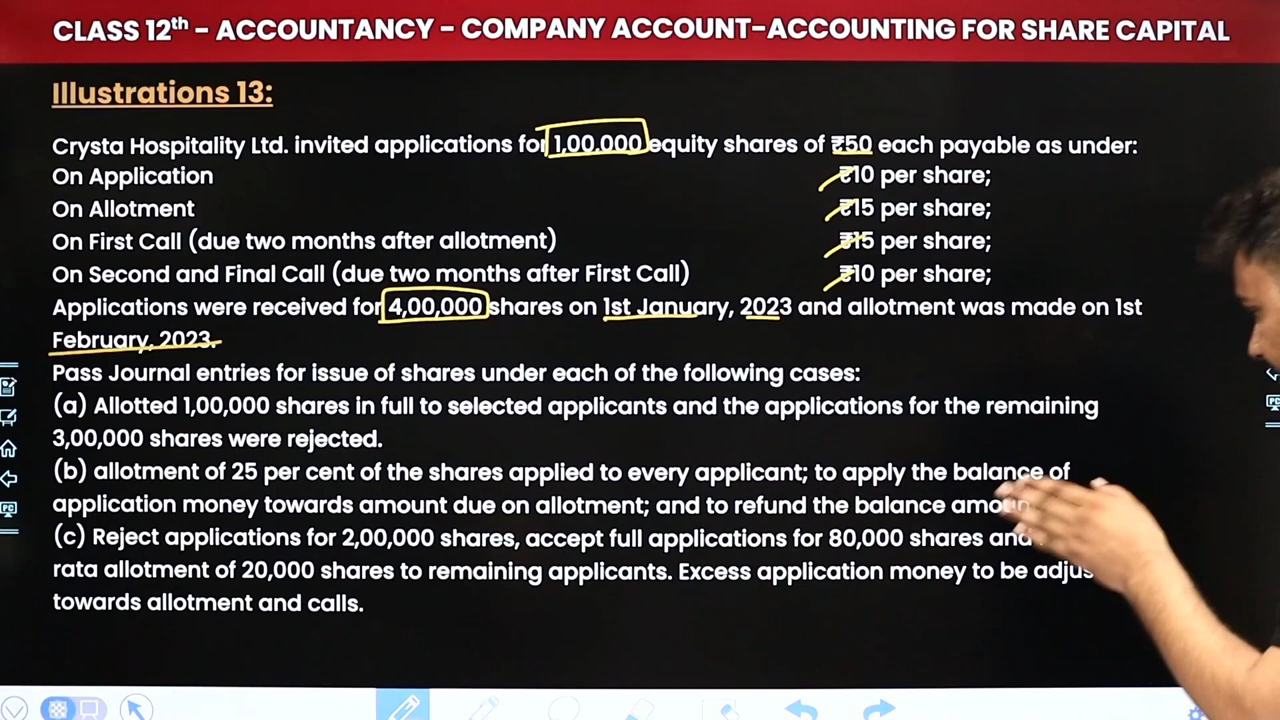 CLASS 12th - ACCOUNTANCY - COMPANY ACCOUNT-ACCOUNTING FOR SHARE CAPITAL
Illustrations 13:
Crysta Hospitality Ltd. invited applications for 1,00,000 equity shares of ₹50 each payable as under:
On Application ₹10 per share;
On Allotment ₹15 per share;
On First Call (due two months after allotment) ₹15 per share;
On Second and Final Call (due two months after First Call) ₹10 per share;
Applications were received for 4,00,000 shares on 1st January, 2023 and allotment was made on 1st
February, 2023.
Pass Journal entries for issue of shares under each of the following cases:
(a) Allotted 1,00,000 shares in full to selected applicants and the applications for the remaining
3,00,000 shares were rejected.
(b) allotment of 25 per cent of the shares applied to every applicant; to apply the balance of
application money towards amount due on allotment; and to refund the balance
(c) Reject applications for 2,00,000 shares, accept full applications for 80,000 shares and
rata allotment of 20,000 shares to remaining applicants. Excess application money to be
towards allotment and calls.
PC
PC